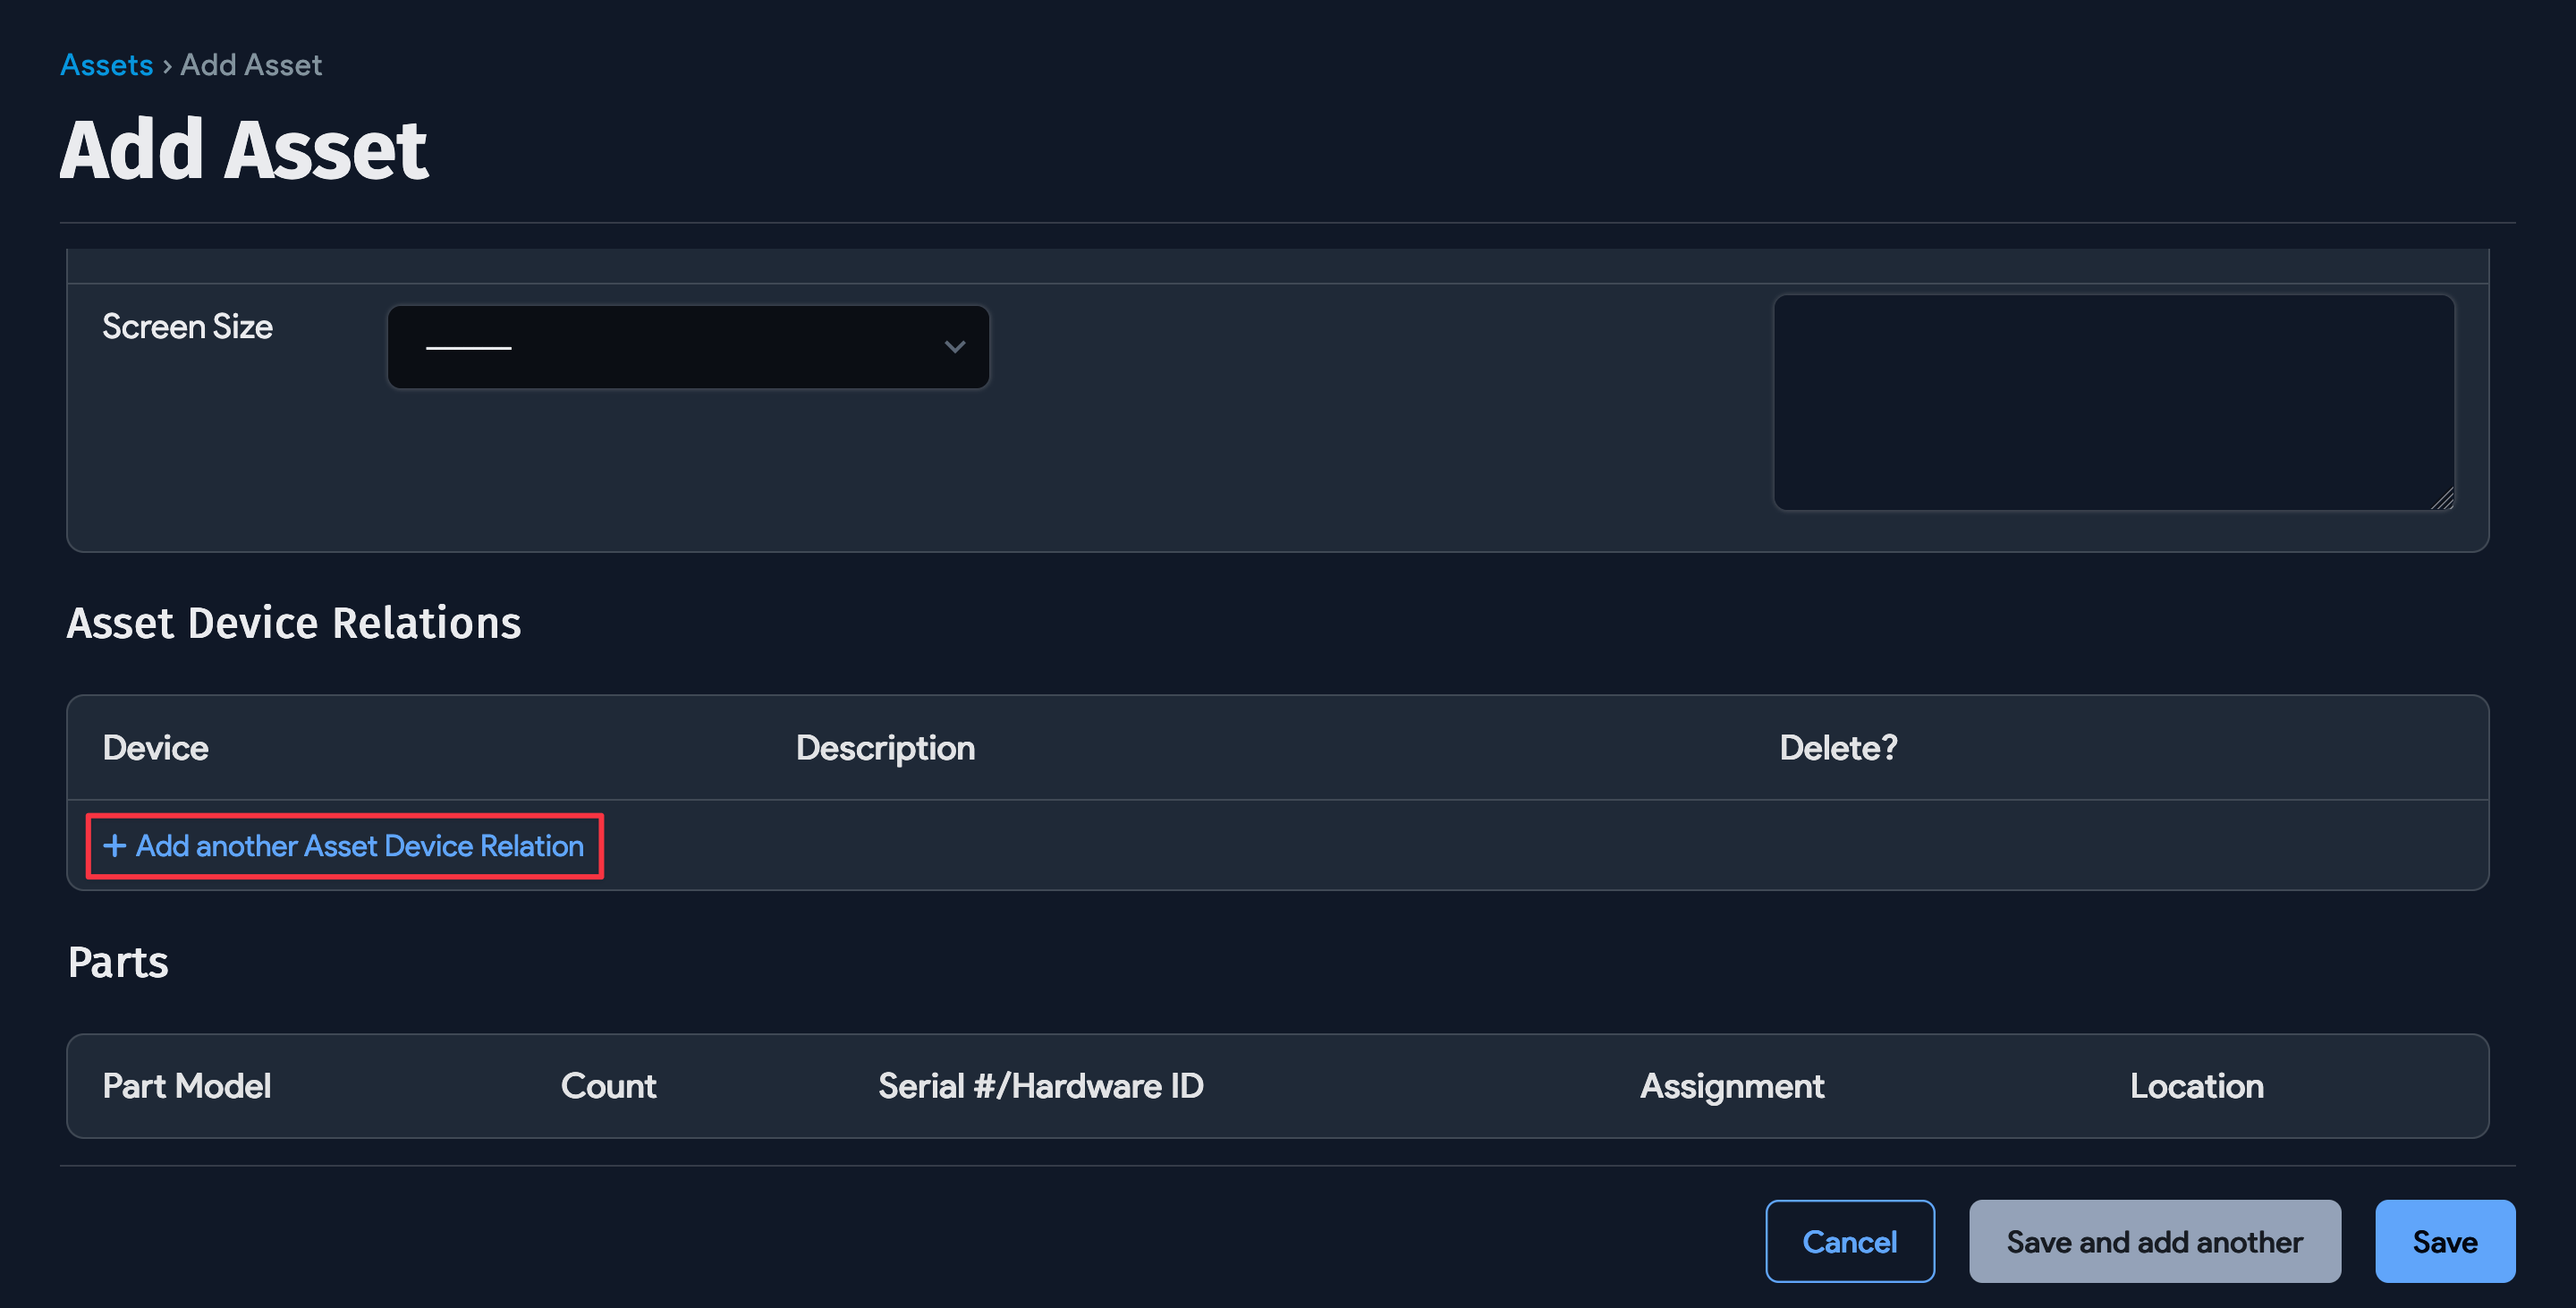 Assets › Add Asset
Add Asset
Screen Size
Asset Device Relations
Device Description Delete?
+ Add another Asset Device Relation
Parts
Part Model Count Serial #/Hardware ID Assignment Location
Cancel Save and add another Save